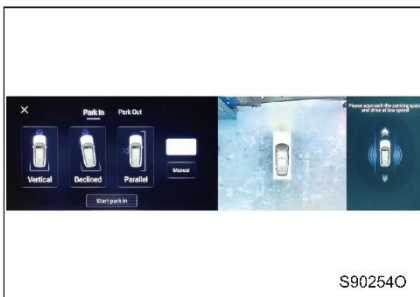 Park In Park Out
Please approach the parking space
and drive at low speed
Vertical Declined Parallel Manual
Start park in
S90254O